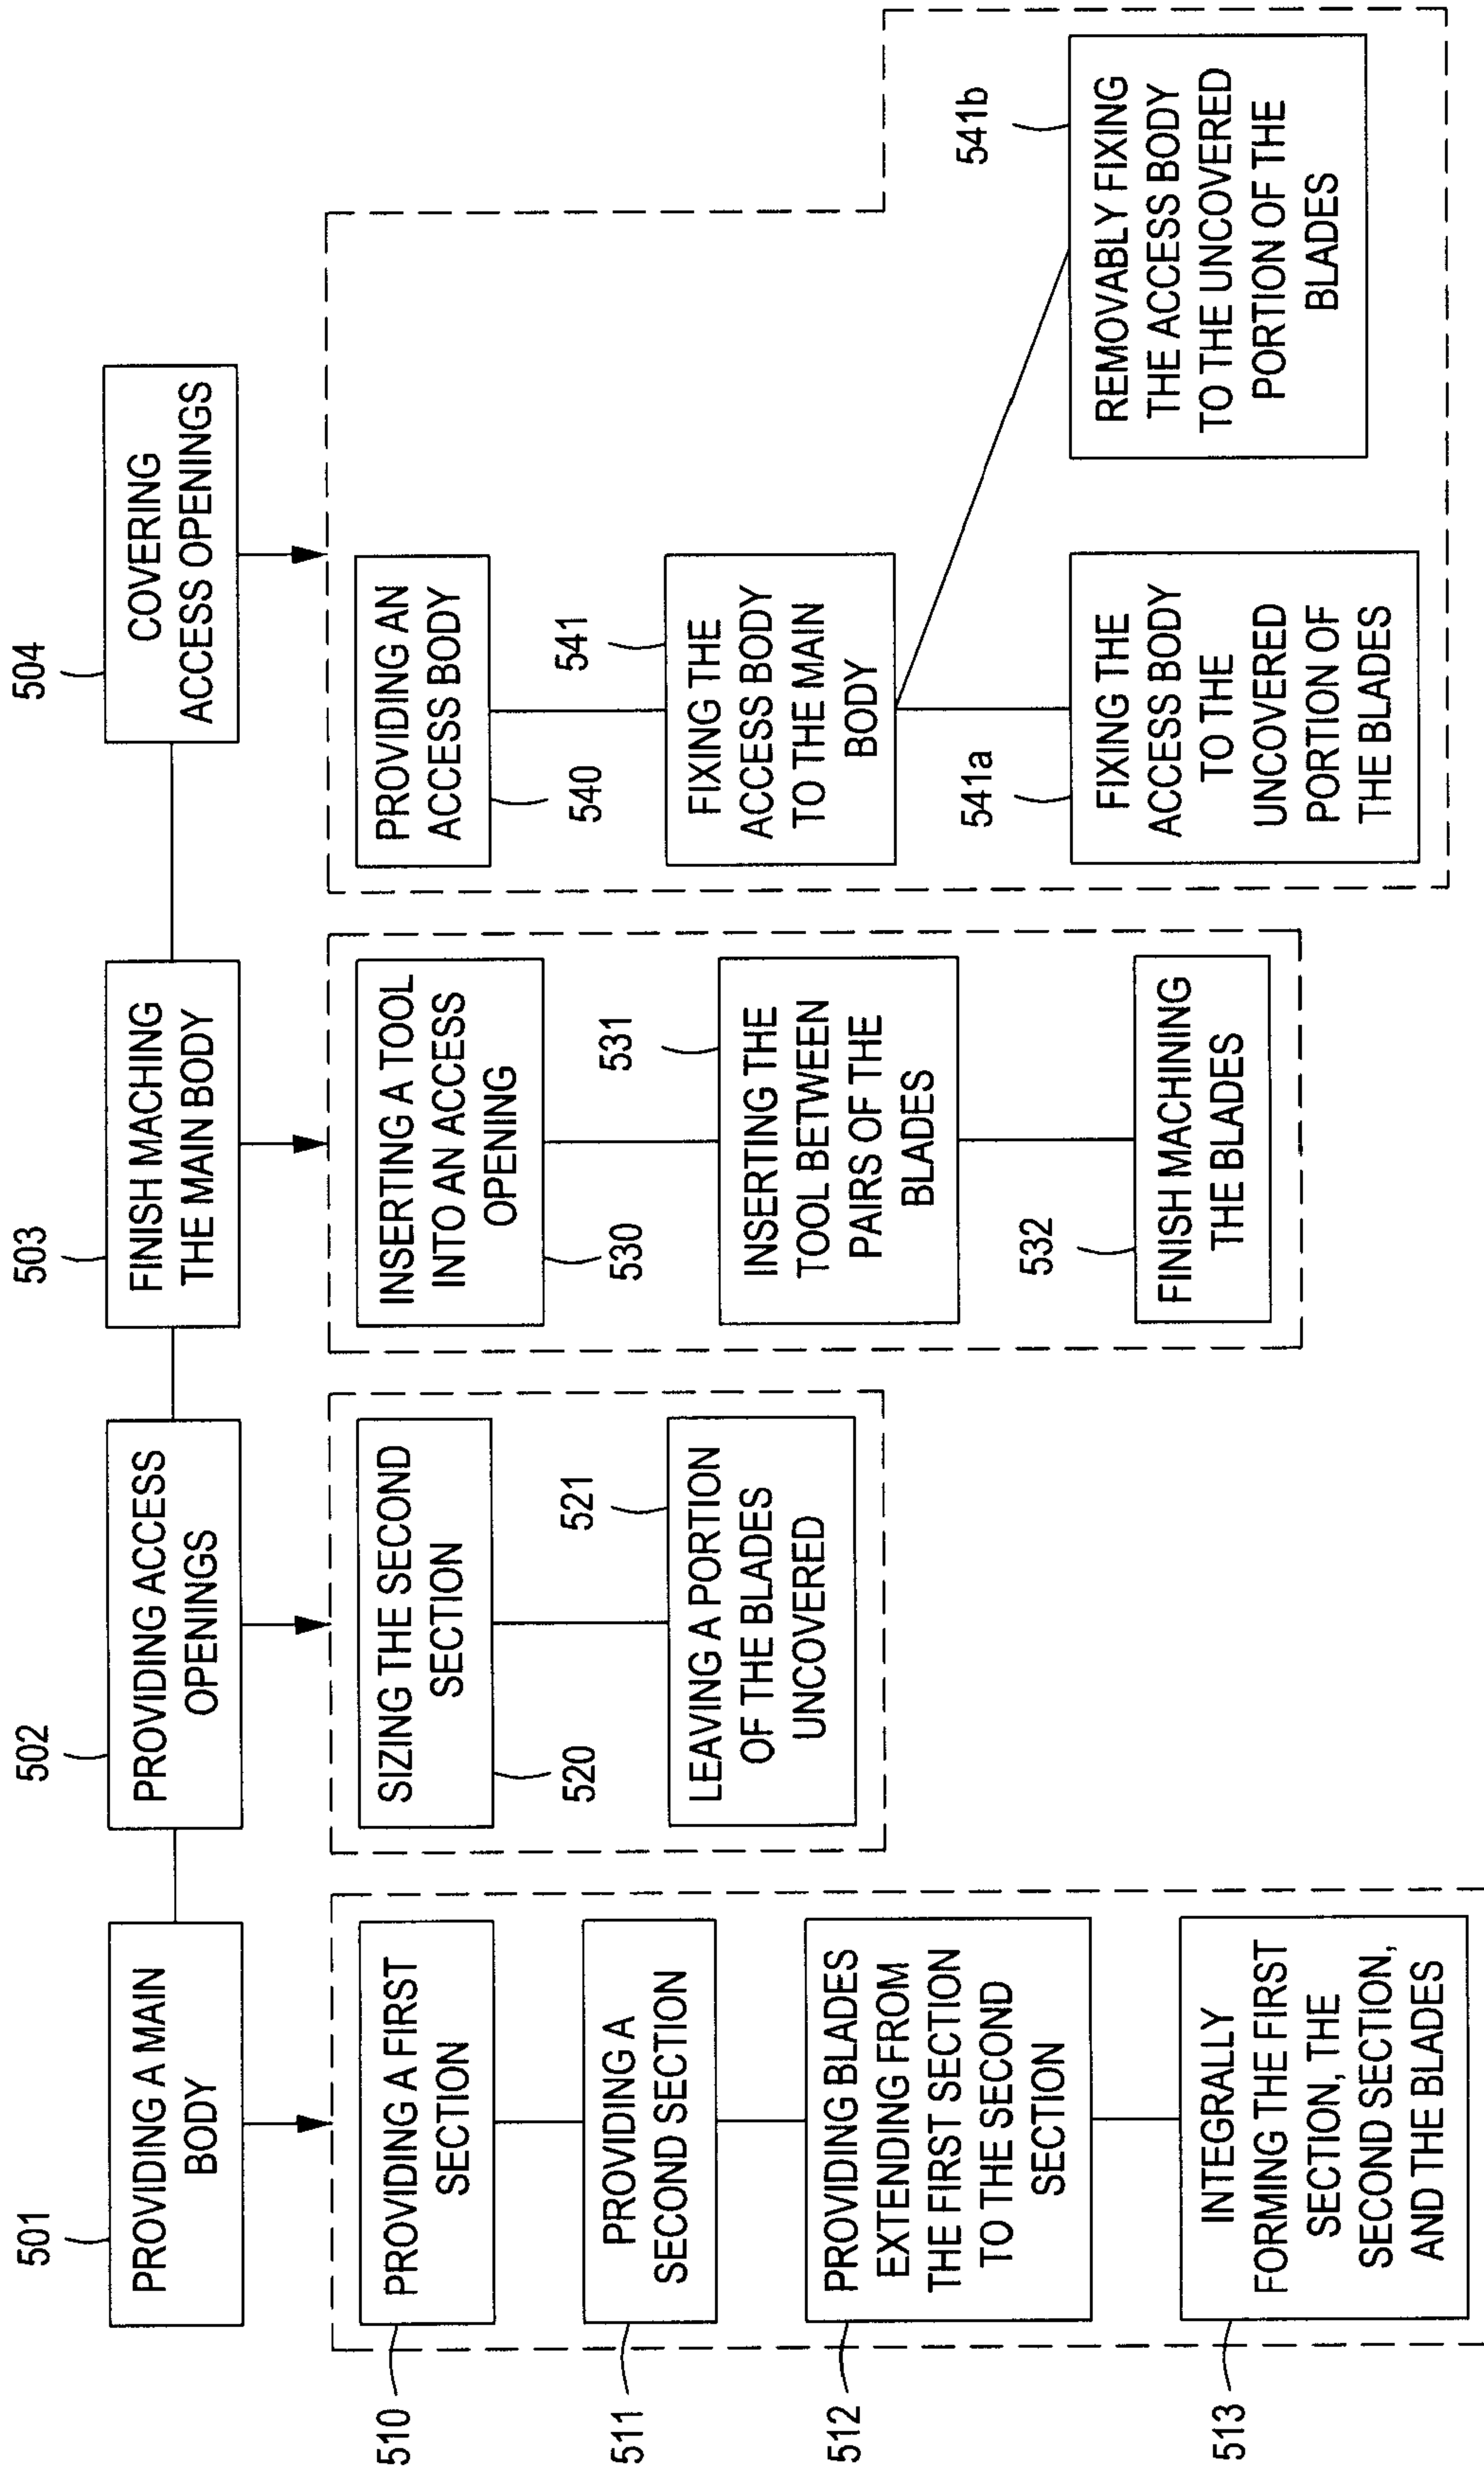 501
PROVIDING A MAIN
BODY
502
PROVIDING ACCESS
OPENINGS
503
FINISH MACHING
THE MAIN BODY
504
COVERING
ACCESS OPENINGS
510
PROVIDING A FIRST
SECTION
511
PROVIDING A
SECOND SECTION
512
PROVIDING BLADES
EXTENDING FROM
THE FIRST SECTION
TO THE SECOND
SECTION
513
INTEGRALLY
FORMING THE FIRST
SECTION, THE
SECOND SECTION,
AND THE BLADES
SIZING THE SECOND
SECTION
520
521
LEAVING A PORTION
OF THE BLADES
UNCOVERED
INSERTING A TOOL
INTO AN ACCESS
OPENING
530
531
INSERTING THE
TOOL BETWEEN
PAIRS OF THE
BLADES
532
FINISH MACHINING
THE BLADES
PROVIDING AN
ACCESS BODY
540
541
FIXING THE
ACCESS BODY
TO THE MAIN
BODY
541a
FIXING THE
ACCESS BODY
TO THE
UNCOVERED
PORTION OF
THE BLADES
541b
REMOVABLY FIXING
THE ACCESS BODY
TO THE UNCOVERED
PORTION OF THE
BLADES